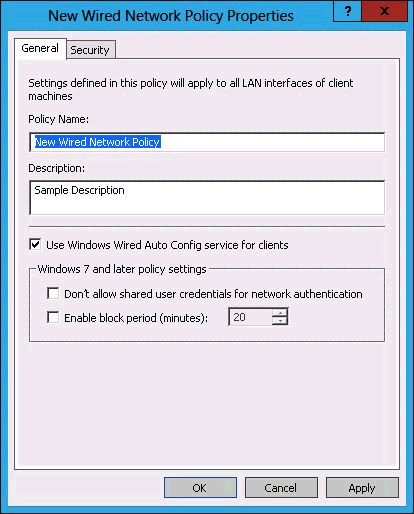 New Wired Network Policy Properties
? x
General Security
Settings defined in this policy will apply to all LAN interfaces of client
machines
Policy Name:
New Wired Network Policy
Description:
Sample Description
Use Windows Wired Auto Config service for clients
Windows 7 and later policy settings
Don't allow shared user credentials for network authentication
Enable block period (minutes): 20
OK Cancel Apply